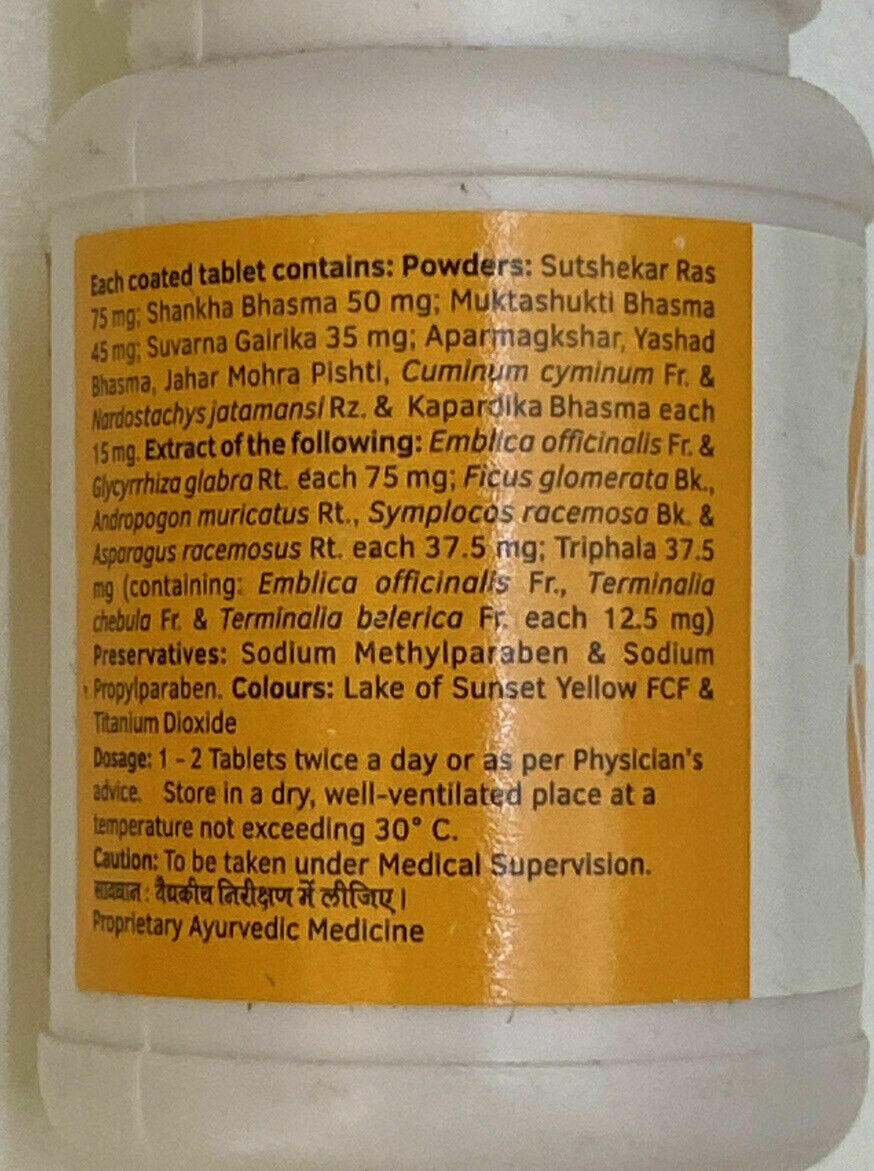 Each coated tablet contains: Powders: Sutshekar Ras
75 mg; Shankha Bhasma 50 mg; Muktashukti Bhasma
45 mg; Suvarna Gairika 35 mg; Aparmagkshar, Yashad
Bhasma, Jahar Mohra Pishti, Cuminum cyminum Fr. &
Nardostachys jatamansi Rz. & Kapardika Bhasma each
15 mg. Extract of the following: Emblica officinalis Fr. &
Glycyrrhiza glabra Rt. each 75 mg; Ficus glomerata Bk.,
Andropogon muricatus Rt., Symplocos racemosa Bk. &
Asparagus racemosus Rt. each 37.5 mg; Triphala 37.5
mg (containing: Emblica officinalis Fr., Terminalia
chebula Fr. & Terminalia belerica Fr. each 12.5 mg)
Preservatives: Sodium Methylparaben & Sodium
Propylparaben. Colours: Lake of Sunset Yellow FCF &
Titanium Dioxide
Dosage: 1 - 2 Tablets twice a day or as per Physician's
advice. Store in a dry, well-ventilated place at a
temperature not exceeding 30° C.
Caution: To be taken under Medical Supervision.
सावधान : वैद्यकीय निरीक्षण में लीजिए।
Proprietary Ayurvedic Medicine